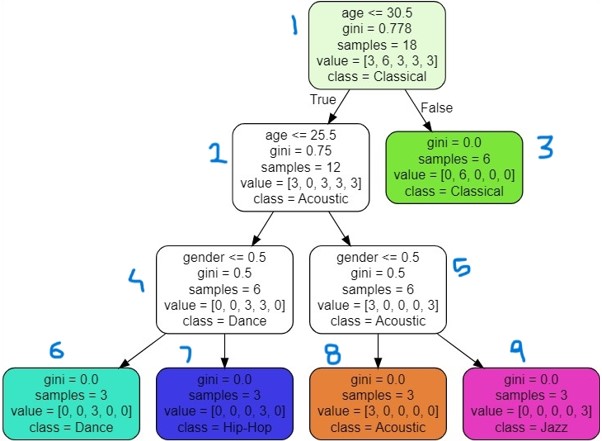 1
age <= 30.5
gini = 0.778
samples = 18
value = [3, 6, 3, 3, 3]
class = Classical
True
False
2
age <= 25.5
gini = 0.75
samples = 12
value = [3, 0, 3, 3, 3]
class = Acoustic
gini = 0.0
samples = 6
value = [0, 6, 0, 0, 0]
class = Classical
3
4
gender <= 0.5
gini = 0.5
samples = 6
value = [0, 0, 3, 3, 0]
class = Dance
gender <= 0.5
gini = 0.5
samples = 6
value = [3, 0, 0, 0, 3]
class = Acoustic
5
6
gini = 0.0
samples = 3
value = [0, 0, 3, 0, 0]
class = Dance
7
gini = 0.0
samples = 3
value = [0, 0, 0, 3, 0]
class = Hip-Hop
8
gini = 0.0
samples = 3
value = [3, 0, 0, 0, 0]
class = Acoustic
9
gini = 0.0
samples = 3
value = [0, 0, 0, 0, 3]
class = Jazz